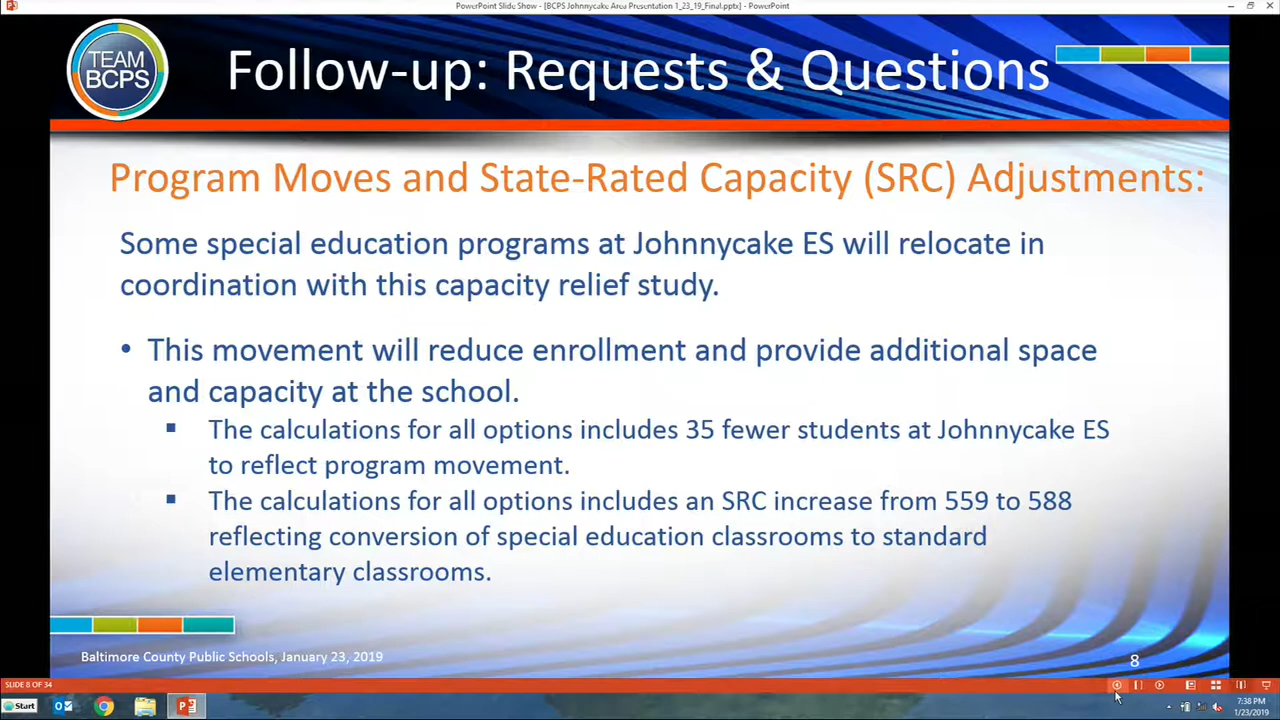 PowerPoint Slide Show - [BCPS Johnnycake Area Presentation 1_23_19_Final.pptx] - PowerPoint
TEAM
BCPS
Follow-up: Requests & Questions
Program Moves and State-Rated Capacity (SRC) Adjustments:
Some special education programs at Johnnycake ES will relocate in
coordination with this capacity relief study.
• This movement will reduce enrollment and provide additional space
and capacity at the school.
▪ The calculations for all options includes 35 fewer students at Johnnycake ES
to reflect program movement.
▪ The calculations for all options includes an SRC increase from 559 to 588
reflecting conversion of special education classrooms to standard
elementary classrooms.
Baltimore County Public Schools, January 23, 2019
8
SLIDE 8 OF 34
Start
7:38 PM
1/23/2019